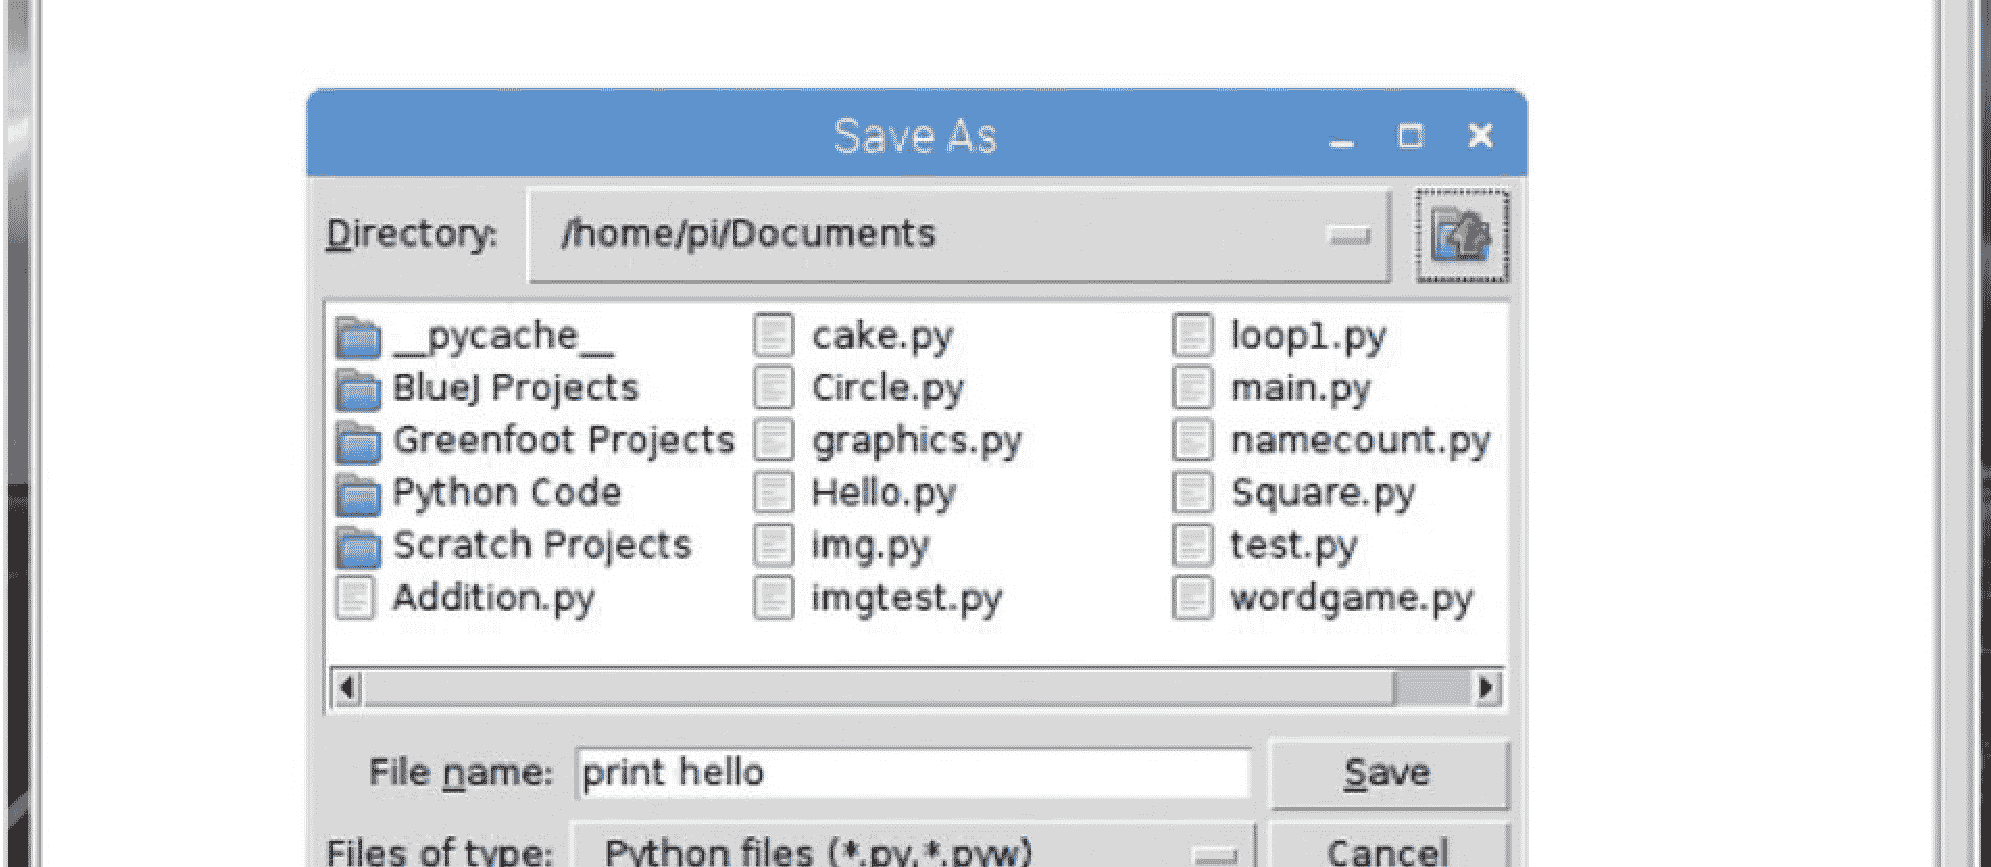 Save As
Directory: /home/pi/Documents
__pycache__ cake.py loop1.py
BlueJ Projects Circle.py main.py
Greenfoot Projects graphics.py namecount.py
Python Code Hello.py Square.py
Scratch Projects img.py test.py
Addition.py imgtest.py wordgame.py
File name: print hello Save
Files of type: Python files (*.py,*.pyw) Cancel